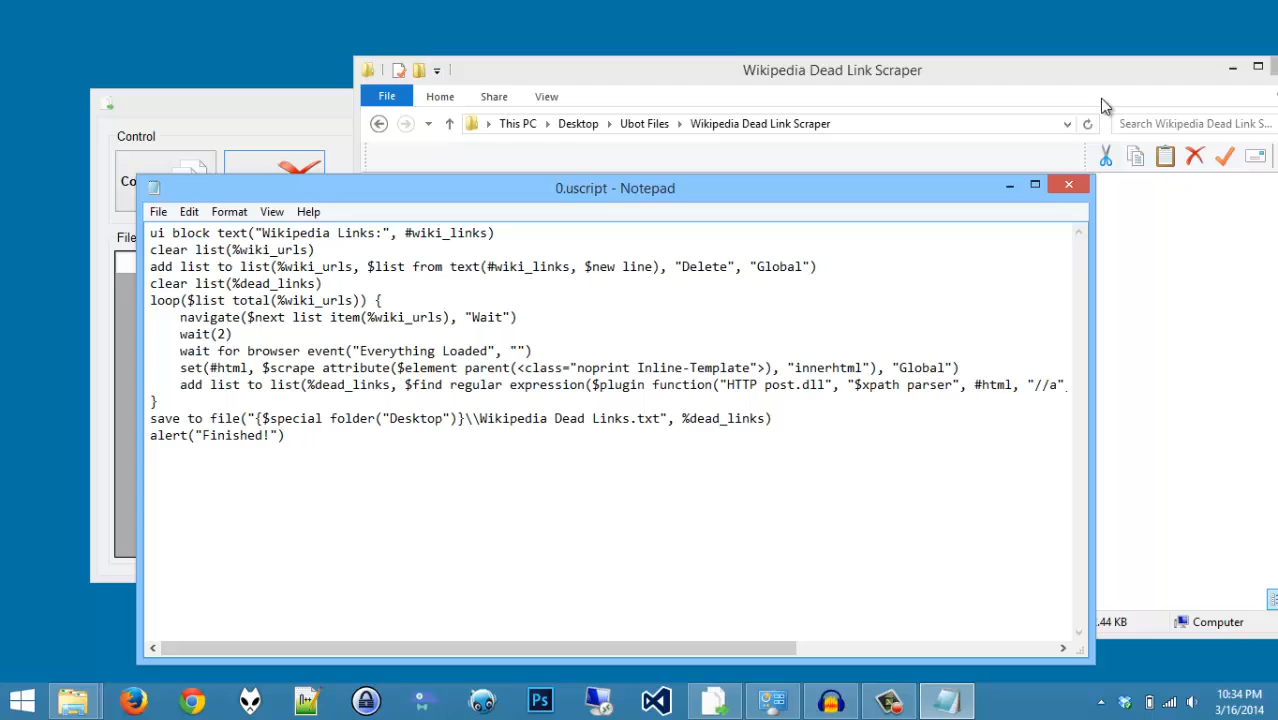 Wikipedia Dead Link Scraper
File Home Share View
This PC Desktop Ubot Files Wikipedia Dead Link Scraper
Search Wikipedia Dead Link S...
Control
Co
File
0.uscript - Notepad
File Edit Format View Help
ui block text("Wikipedia Links:", #wiki_links)
clear list(%wiki_urls)
add list to list(%wiki_urls, $list from text(#wiki_links, $new line), "Delete", "Global")
clear list(%dead_links)
loop($list total(%wiki_urls)) {
navigate($next list item(%wiki_urls), "Wait")
wait(2)
wait for browser event("Everything Loaded", "")
set(#html, $scrape attribute($element parent(<class="noprint Inline-Template">), "innerhtml"), "Global")
add list to list(%dead_links, $find regular expression($plugin function("HTTP post.dll", "$xpath parser", #html, "//a"
}
save to file("{$special folder("Desktop")}\\Wikipedia Dead Links.txt", %dead_links)
alert("Finished!")
.44 KB
Computer
Ps
10:34 PM
3/16/2014